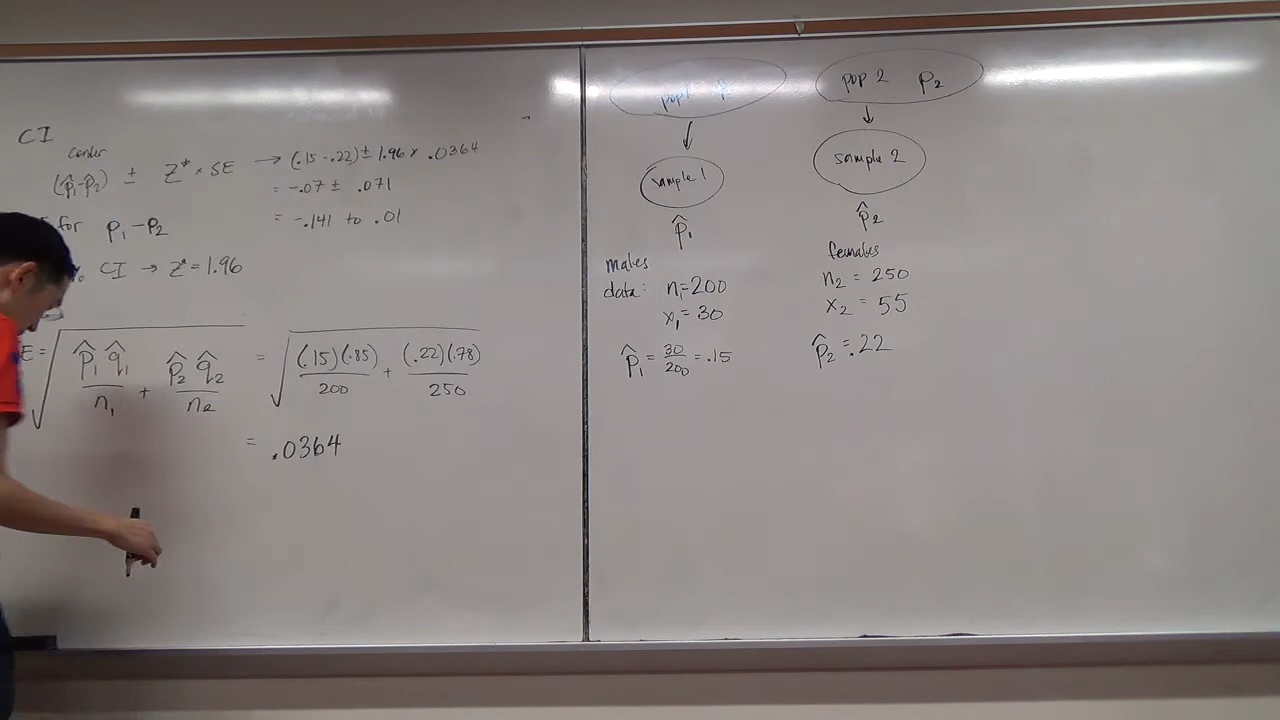 CI
center
(p̂₁-p̂₂) ± Z* × SE → (.15-.22) ± 1.96 × .0364
= -.07 ± .071
= -.141 to .01
for p₁-p₂
CI → Z* = 1.96
E = √(p̂₁q̂₁/n₁ + p̂₂q̂₂/n₂) = √((.15)(.85)/200 + (.22)(.78)/250)
= .0364
pop1
pop 2 p₂
sample 1
sample 2
p̂₁
p̂₂
males
data: n₁=200
x₁=30
p̂₁ = 30/200 = .15
females
n₂ = 250
x₂ = 55
p̂₂ = .22